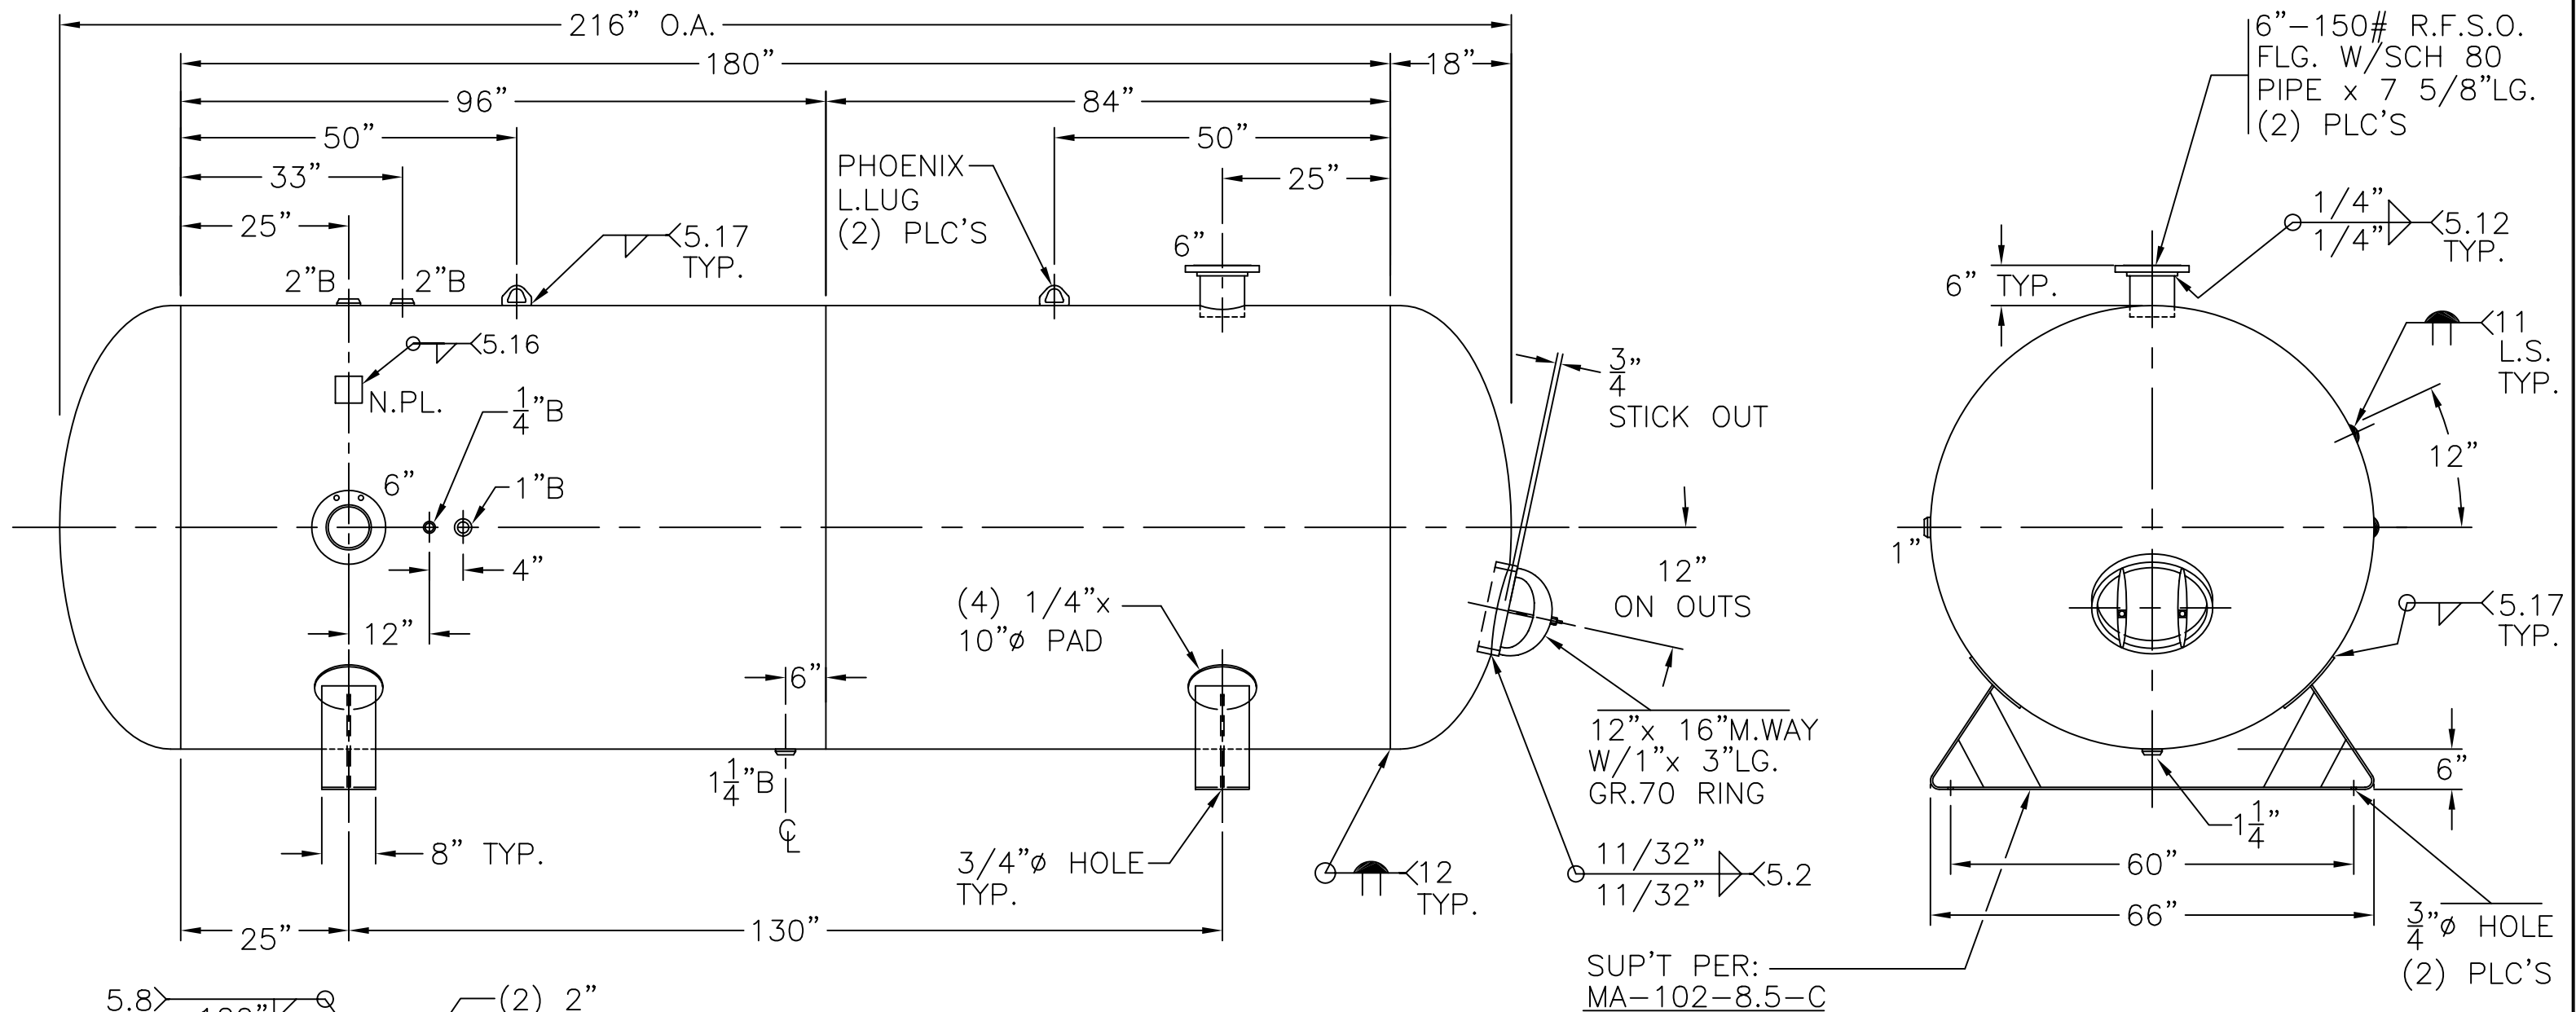 216" O.A.
180"
18"
96"
84"
50"
50"
33"
25"
25"
PHOENIX
L.LUG
(2) PLC'S
5.17
TYP.
2"B
2"B
6"
5.16
N.PL.
1/4"B
6"
1"B
4"
12"
(4) 1/4"x
10"ø PAD
6"
1 1/4"B
℄
8" TYP.
3/4"ø HOLE
TYP.
25"
130"
3/4"
STICK OUT
12"
ON OUTS
12"x 16"M.WAY
W/1"x 3"LG.
GR.70 RING
12
TYP.
11/32"
11/32"
5.2
6"-150# R.F.S.O.
FLG. W/SCH 80
PIPE x 7 5/8"LG.
(2) PLC'S
1/4"
1/4"
5.12
TYP.
6" TYP.
11
L.S.
TYP.
12"
1"
5.17
TYP.
6"
1 1/4"
60"
66"
3/4"ø HOLE
(2) PLC'S
SUP'T PER:
MA-102-8.5-C
5.8
(2) 2"